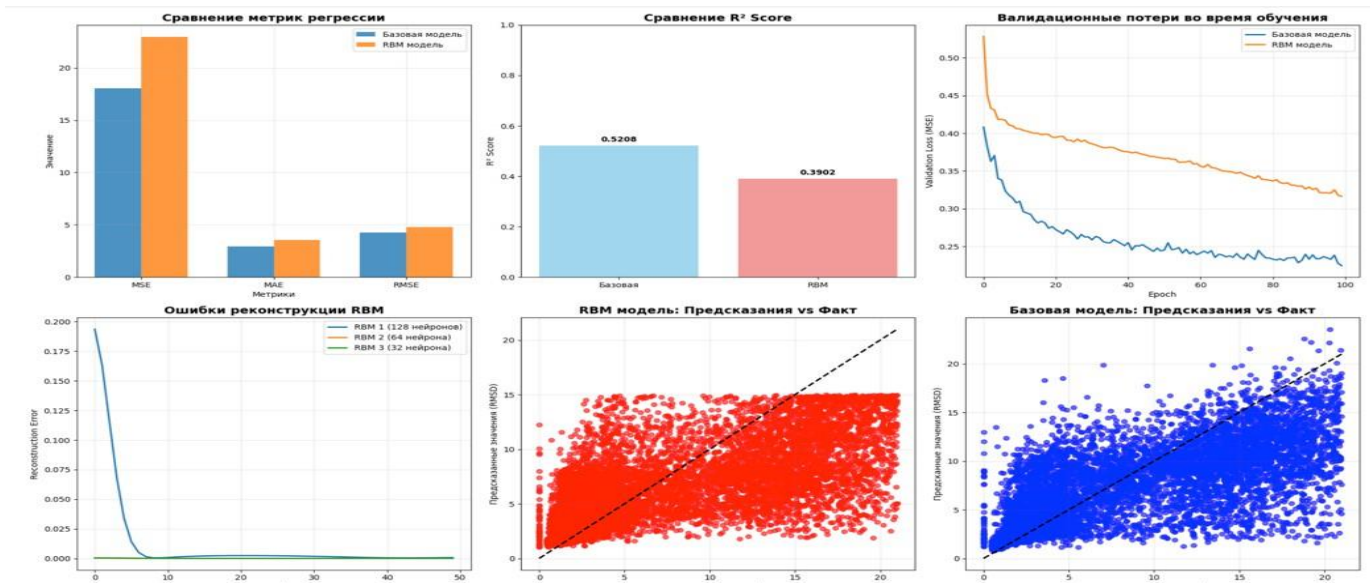 Сравнение метрик регрессии
Базовая модель
RBM модель
Значение
20
15
10
5
0
MSE
MAE
RMSE
Метрики
Сравнение R² Score
R² Score
1.0
0.8
0.6
0.4
0.2
0.0
0.5208
0.3902
Базовая
RBM
Валидационные потери во время обучения
Базовая модель
RBM модель
Validation Loss (MSE)
0.50
0.45
0.40
0.35
0.30
0.25
0
20
40
60
80
100
Epoch
Ошибки реконструкции RBM
RBM 1 (128 нейронов)
RBM 2 (64 нейрона)
RBM 3 (32 нейрона)
Reconstruction Error
0.200
0.175
0.150
0.125
0.100
0.075
0.050
0.025
0.000
0
10
20
30
40
50
RBM модель: Предсказания vs Факт
Предсказанные значения (RMSD)
20
15
10
5
0
0
5
10
15
20
Базовая модель: Предсказания vs Факт
Предсканные значения (RMSD)
20
15
10
5
0
0
5
10
15
20